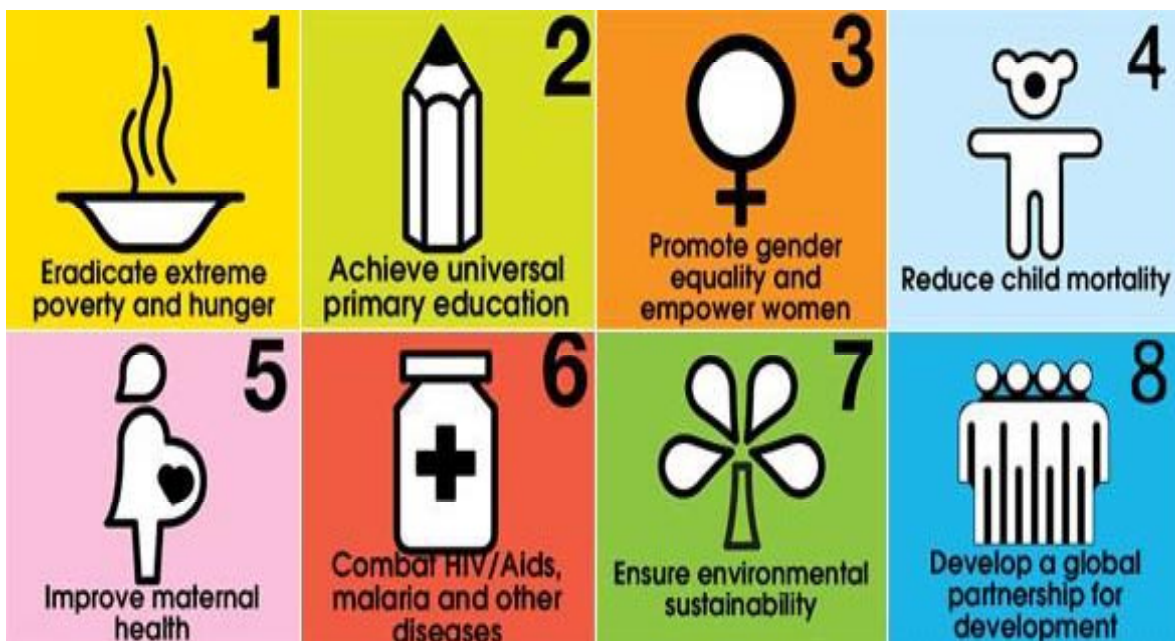 1
Eradicate extreme
poverty and hunger
2
Achieve universal
primary education
3
Promote gender
equality and
empower women
4
Reduce child mortality
5
Improve maternal
health
6
Combat HIV/Aids,
malaria and other
diseases
7
Ensure environmental
sustainability
8
Develop a global
partnership for
development